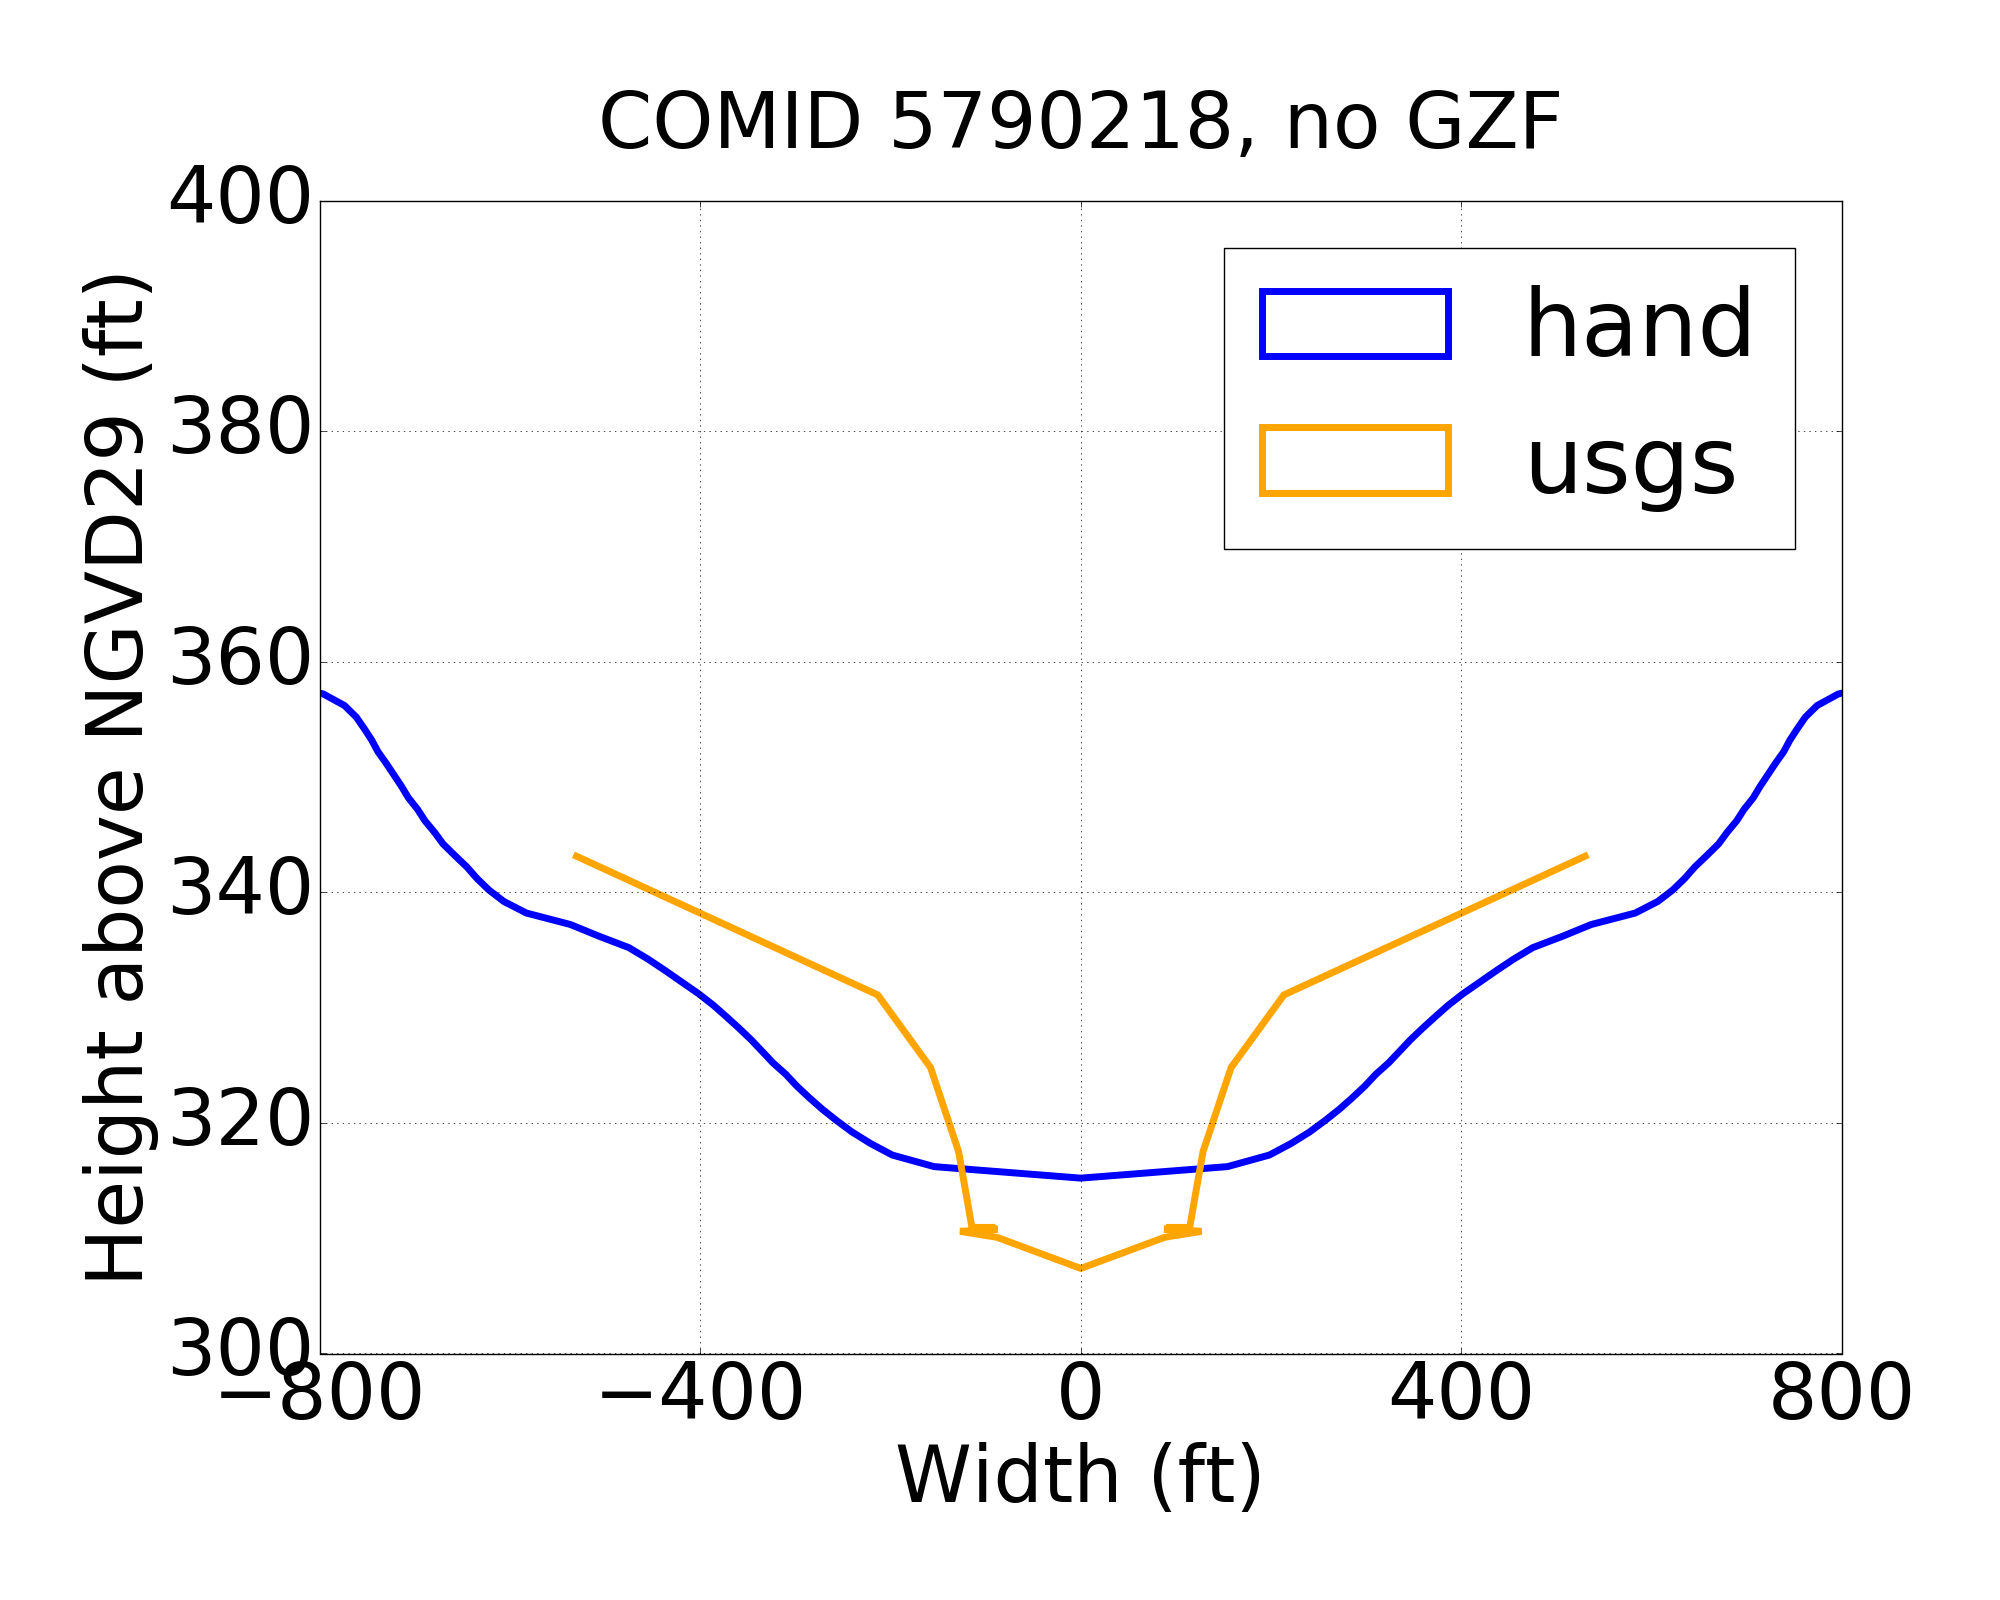 COMID 5790218, no GZF
Height above NGVD29 (ft)
400
380
360
340
320
300
hand
usgs
−800
−400
0
400
800
Width (ft)